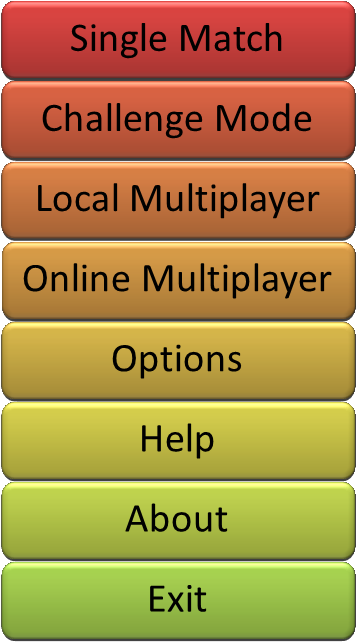 Single Match
Challenge Mode
Local Multiplayer
Online Multiplayer
Options
Help
About
Exit